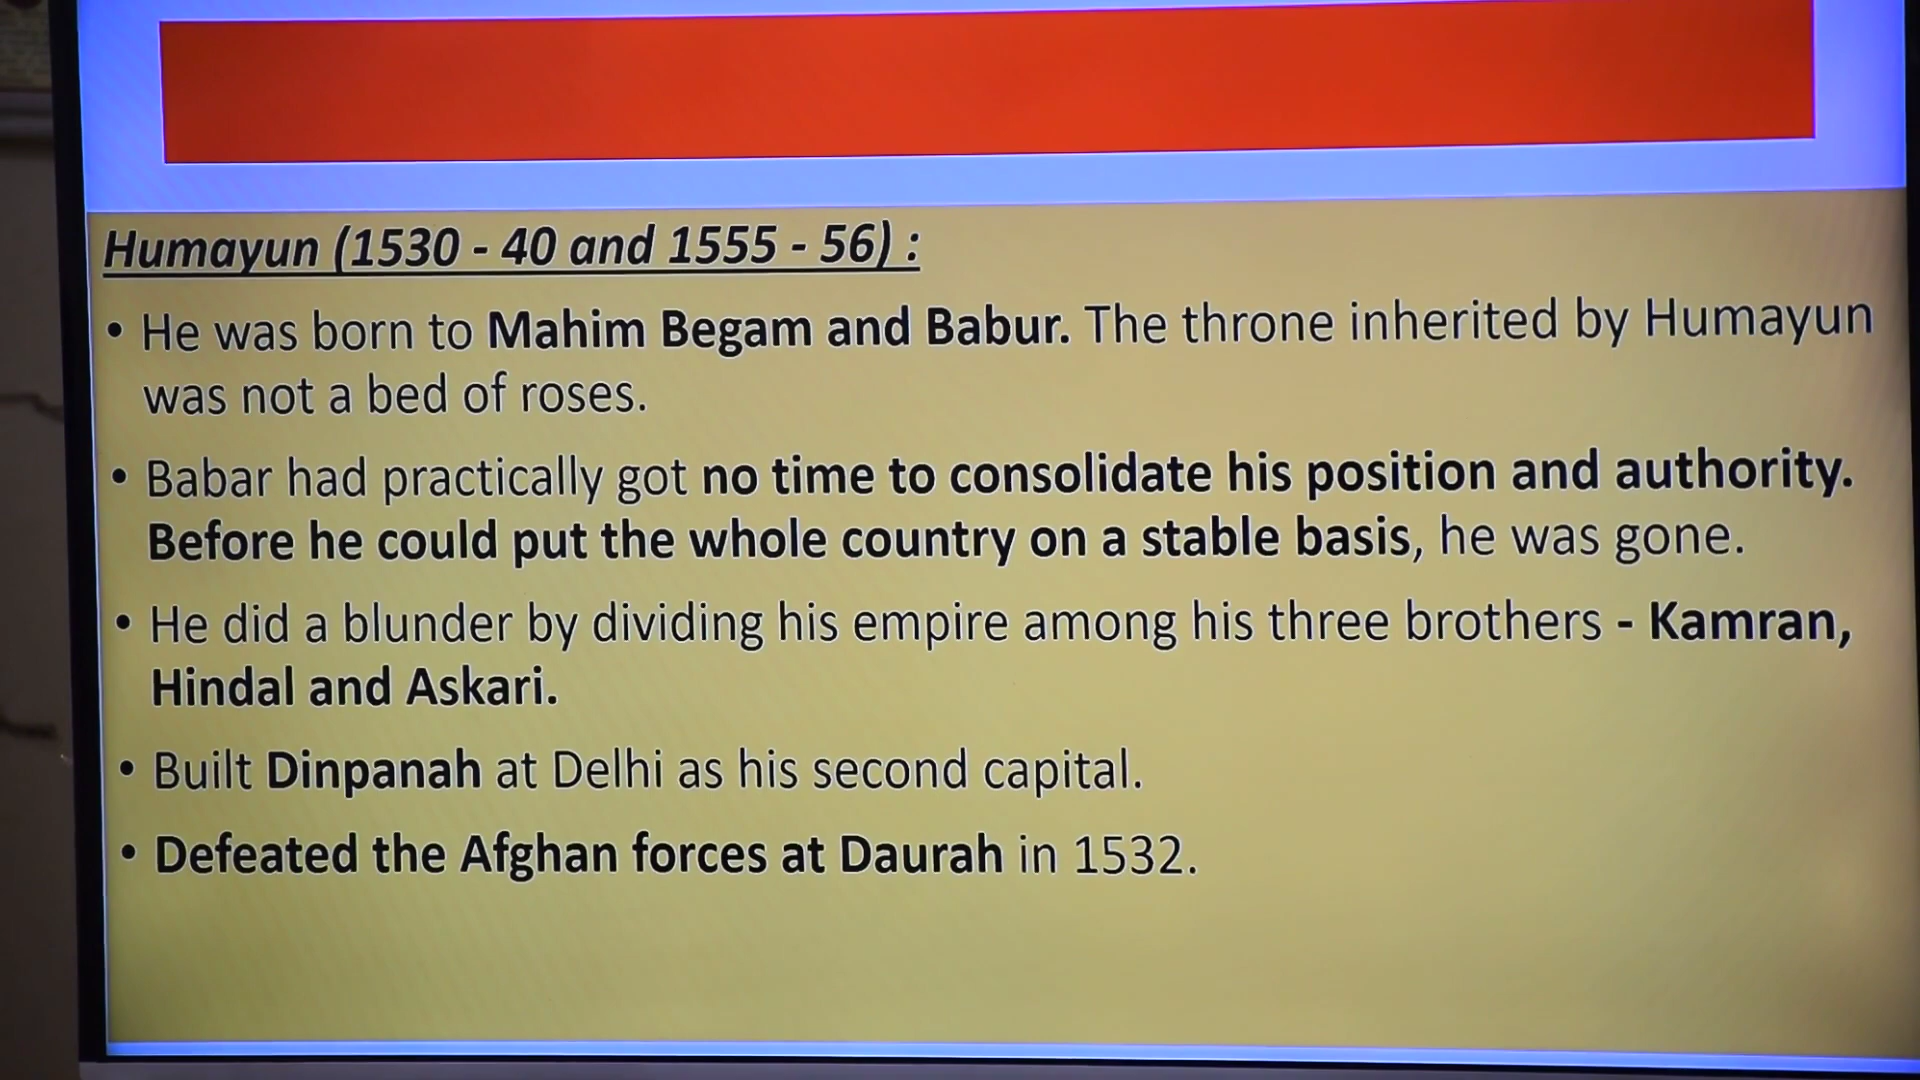 Humayun (1530 - 40 and 1555 - 56) :
• He was born to Mahim Begam and Babur. The throne inherited by Humayun
was not a bed of roses.
• Babar had practically got no time to consolidate his position and authority.
Before he could put the whole country on a stable basis, he was gone.
• He did a blunder by dividing his empire among his three brothers - Kamran,
Hindal and Askari.
• Built Dinpanah at Delhi as his second capital.
• Defeated the Afghan forces at Daurah in 1532.